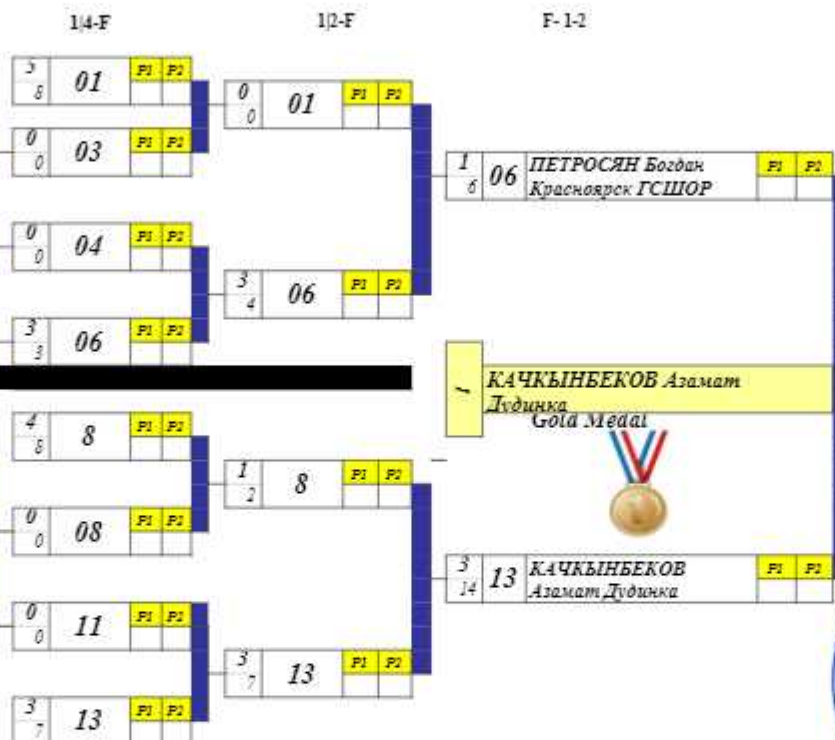 1|4-F 1|2-F F- 1-2
5 8 01 P1 P2
0 0 01 P1 P2
0 0 03 P1 P2
1 6 06 ПЕТРОСЯН Богдан P1 P2
Красноярск ГСШОР
0 0 04 P1 P2
3 4 06 P1 P2
3 3 06 P1 P2
1 КАЧКЫНБЕКОВ Азамат
Дудинка
Gold Medal
4 8 8 P1 P2
1 2 8 P1 P2
0 0 08 P1 P2
3 14 13 КАЧКЫНБЕКОВ P1 P2
Азамат Дудинка
0 0 11 P1 P2
3 7 13 P1 P2
3 7 13 P1 P2